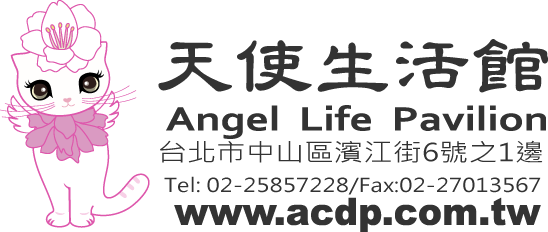 天使生活館
Angel Life Pavilion
台北市中山區濱江街6號之1邊
Tel: 02-25857228/Fax:02-27013567
www.acdp.com.tw